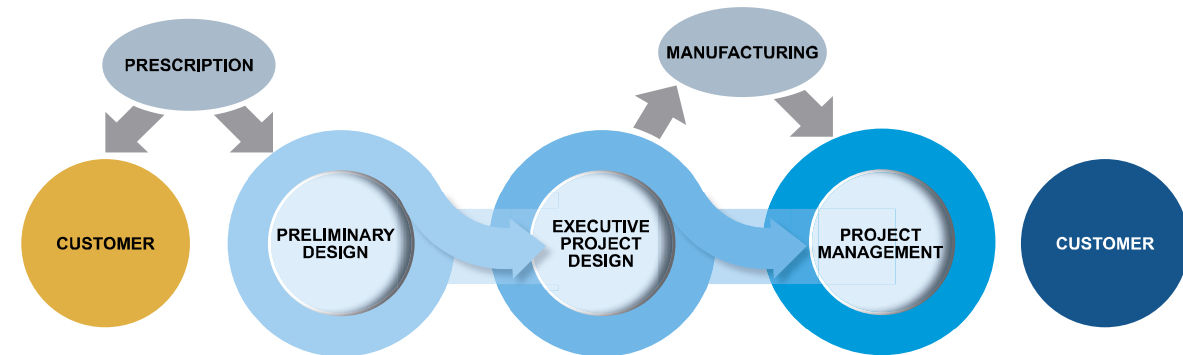 PRESCRIPTION
MANUFACTURING
CUSTOMER
PRELIMINARY
DESIGN
EXECUTIVE
PROJECT
DESIGN
PROJECT
MANAGEMENT
CUSTOMER